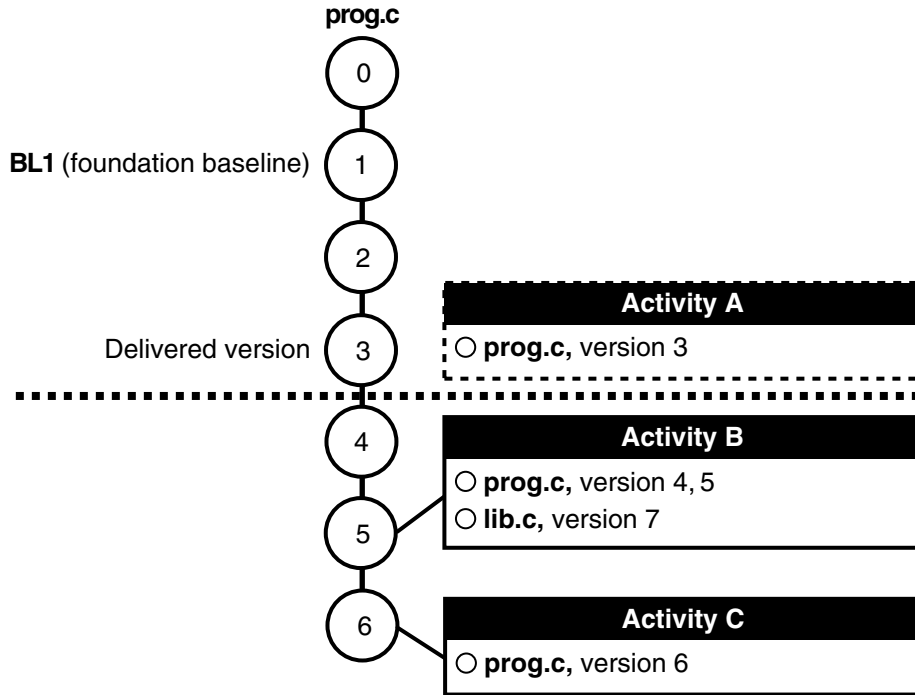 prog.c
0
BL1 (foundation baseline)
1
2
Activity A
Delivered version
3
prog.c, version 3
4
Activity B
prog.c, version 4, 5
5
lib.c, version 7
6
Activity C
prog.c, version 6